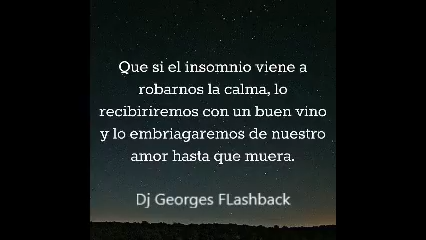 Que si el insomnio viene a
robarnos la calma, lo
recibiriremos con un buen vino
y lo embriagaremos de nuestro
amor hasta que muera.
Dj Georges FLashback